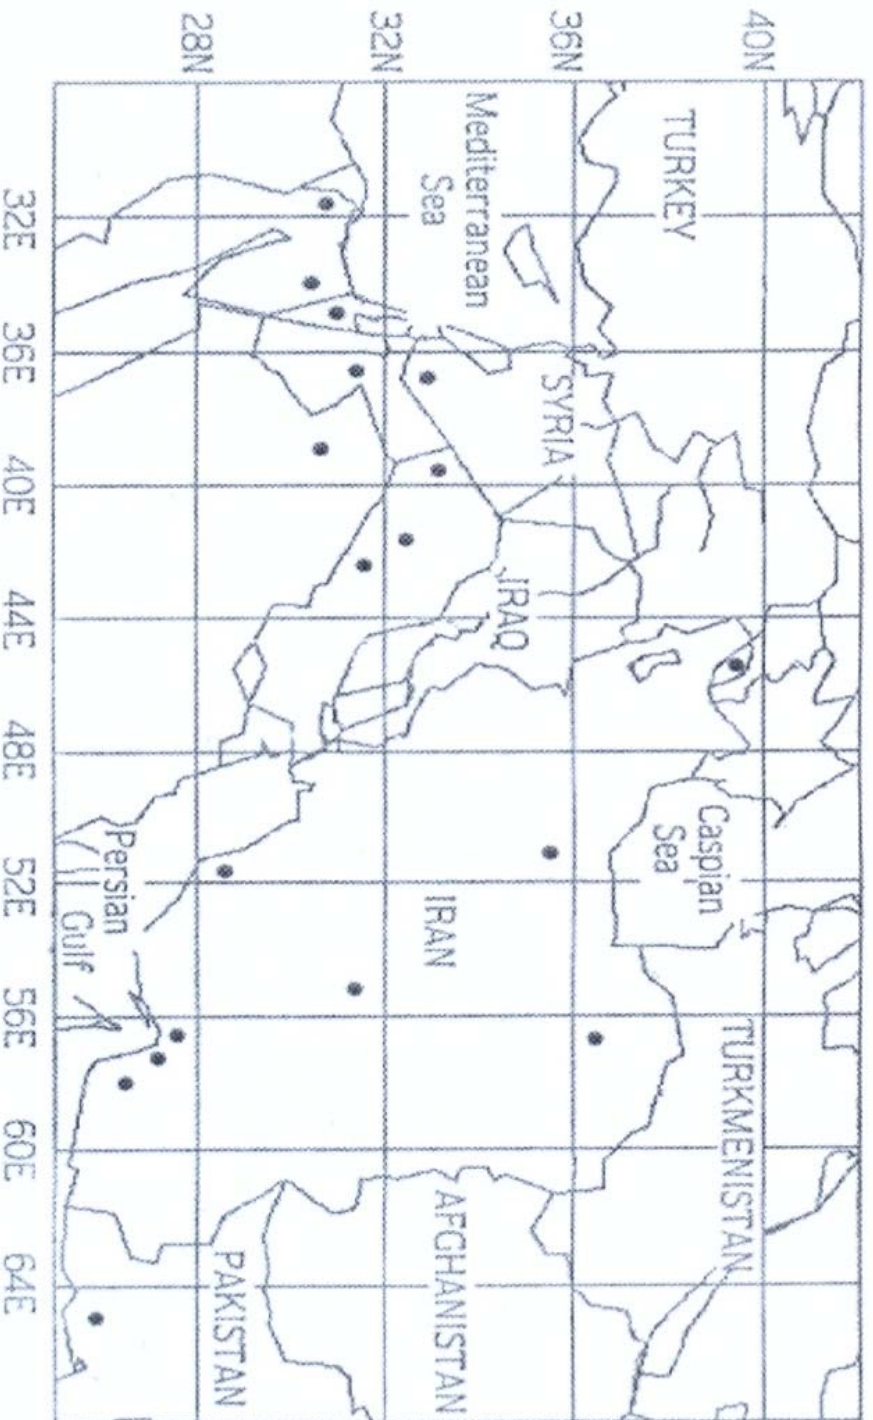 40N
36N
32N
28N
TURKEY
Mediterranean
Sea
SYRIA
IRAQ
Caspian
Sea
IRAN
Persian
Gulf
TURKMENISTAN
AFGHANISTAN
PAKISTAN
32E
36E
40E
44E
48E
52E
56E
60E
64E